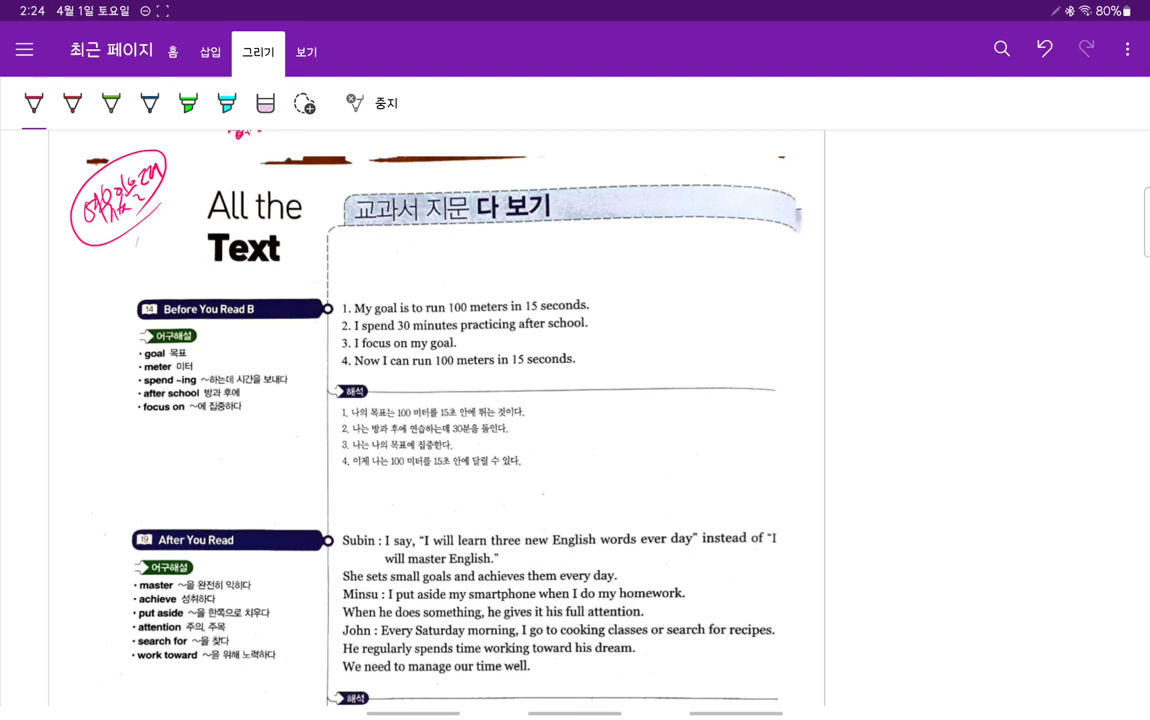 2:24 4월 1일 토요일 80%
최근 페이지 홈 삽입 그리기 보기
중지
All the
Text
교과서 지문 다 보기
14 Before You Read B
어구해설
• goal 목표
• meter 미터
• spend ~ing ~하는데 시간을 보내다
• after school 방과 후에
• focus on ~에 집중하다
1. My goal is to run 100 meters in 15 seconds.
2. I spend 30 minutes practicing after school.
3. I focus on my goal.
4. Now I can run 100 meters in 15 seconds.
해석
1. 나의 목표는 100 미터를 15초 안에 뛰는 것이다.
2. 나는 방과 후에 연습하는데 30분을 들인다.
3. 나는 나의 목표에 집중한다.
4. 이제 나는 100 미터를 15초 안에 달릴 수 있다.
19 After You Read
어구해설
• master ~을 완전히 익히다
• achieve 성취하다
• put aside ~을 한쪽으로 치우다
• attention 주의, 주목
• search for ~을 찾다
• work toward ~을 위해 노력하다
Subin : I say, “I will learn three new English words ever day” instead of “I
will master English.”
She sets small goals and achieves them every day.
Minsu : I put aside my smartphone when I do my homework.
When he does something, he gives it his full attention.
John : Every Saturday morning, I go to cooking classes or search for recipes.
He regularly spends time working toward his dream.
We need to manage our time well.
해석